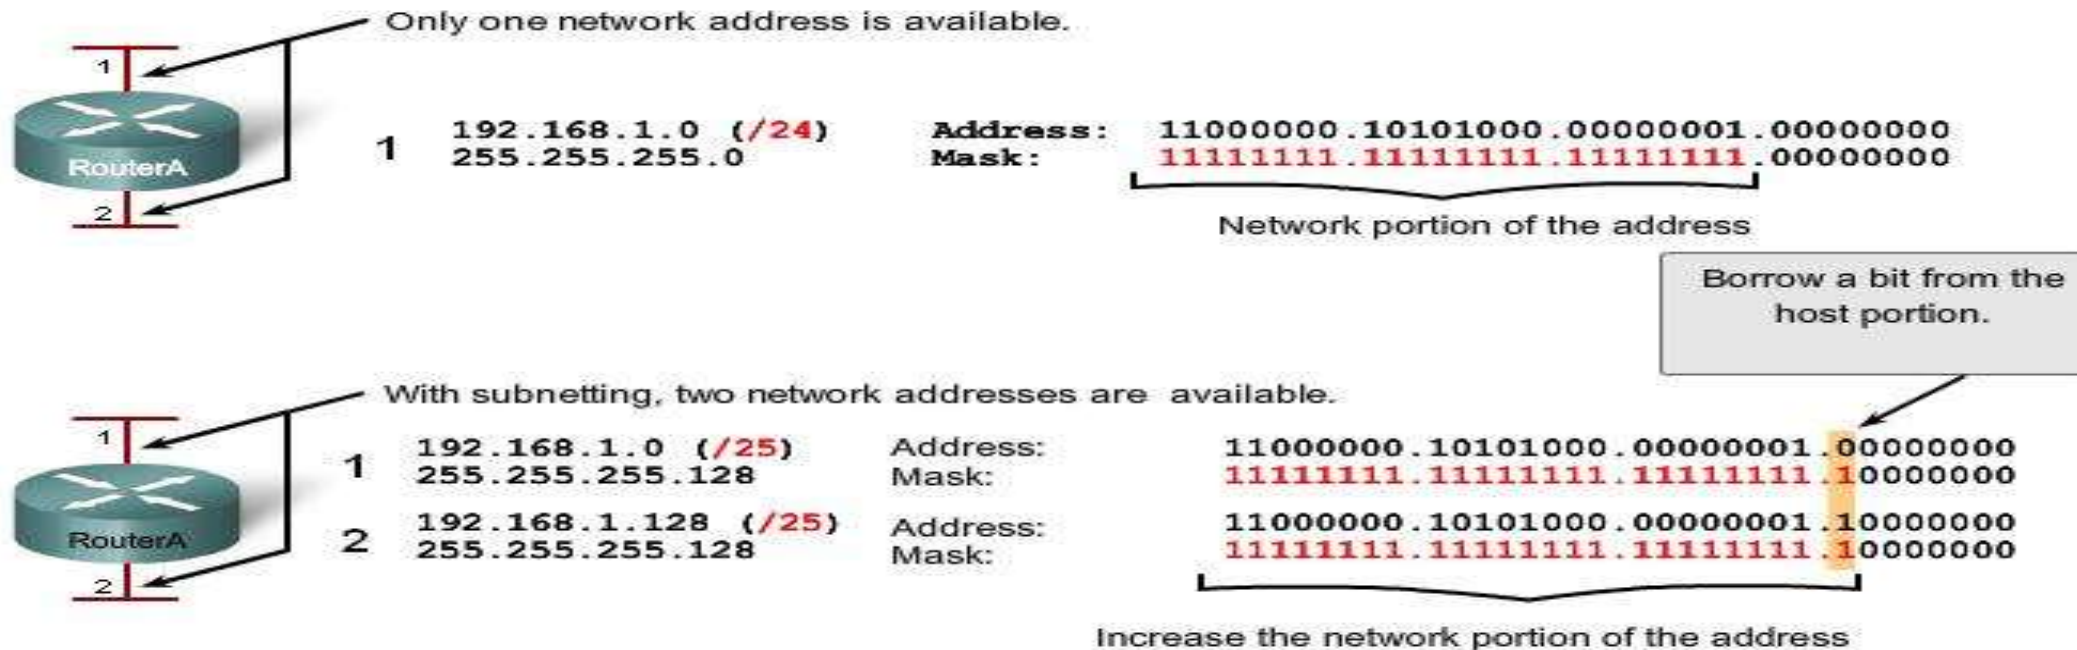 Only one network address is available.
1
RouterA
2
1 192.168.1.0 (/24) Address: 11000000.10101000.00000001.00000000
255.255.255.0 Mask: 11111111.11111111.11111111.00000000
Network portion of the address
Borrow a bit from the
host portion.
With subnetting, two network addresses are available.
1
RouterA
2
1 192.168.1.0 (/25) Address: 11000000.10101000.00000001.00000000
255.255.255.128 Mask: 11111111.11111111.11111111.10000000
2 192.168.1.128 (/25) Address: 11000000.10101000.00000001.10000000
255.255.255.128 Mask: 11111111.11111111.11111111.10000000
Increase the network portion of the address